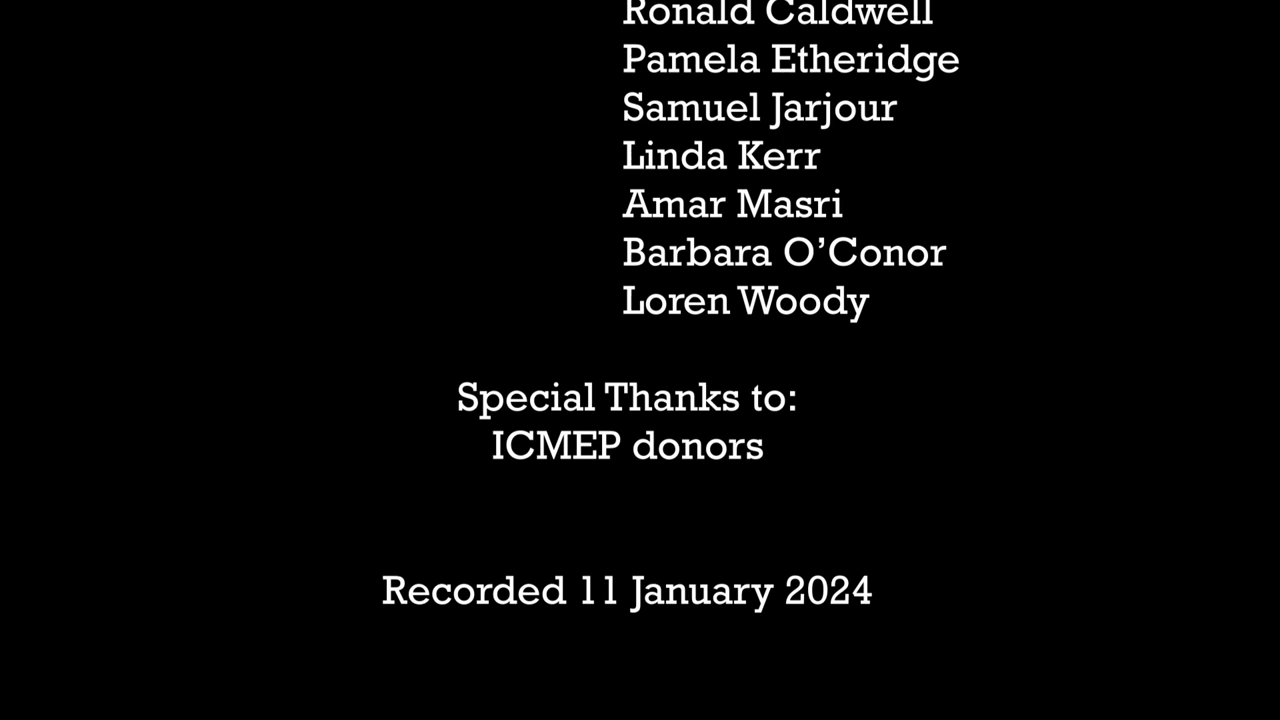 Ronald Caldwell
Pamela Etheridge
Samuel Jarjour
Linda Kerr
Amar Masri
Barbara O’Conor
Loren Woody
Special Thanks to:
ICMEP donors
Recorded 11 January 2024